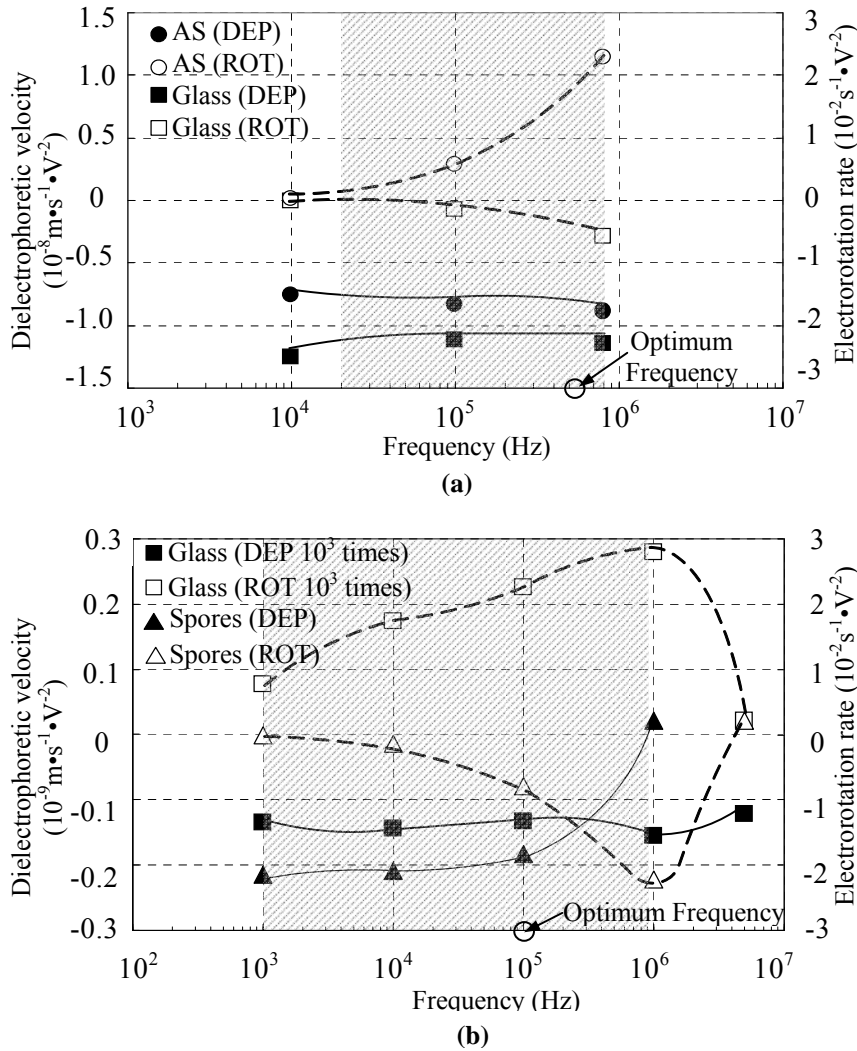 1.5
1.0
0.5
0
-0.5
-1.0
-1.5
Dielectrophoretic velocity
(10⁻⁸m•s⁻¹•V⁻²)
AS (DEP)
AS (ROT)
Glass (DEP)
Glass (ROT)
3
2
1
0
-1
-2
-3
Electrorotation rate (10⁻²s⁻¹•V⁻²)
Optimum
Frequency
10³
10⁴
10⁵
10⁶
10⁷
Frequency (Hz)
(a)
0.3
0.2
0.1
0
-0.1
-0.2
-0.3
Dielectrophoretic velocity
(10⁻⁹m•s⁻¹•V⁻²)
Glass (DEP 10³ times)
Glass (ROT 10³ times)
Spores (DEP)
Spores (ROT)
3
2
1
0
-1
-2
-3
Electrorotation rate (10⁻²s⁻¹•V⁻²)
Optimum Frequency
10²
10³
10⁴
10⁵
10⁶
10⁷
Frequency (Hz)
(b)